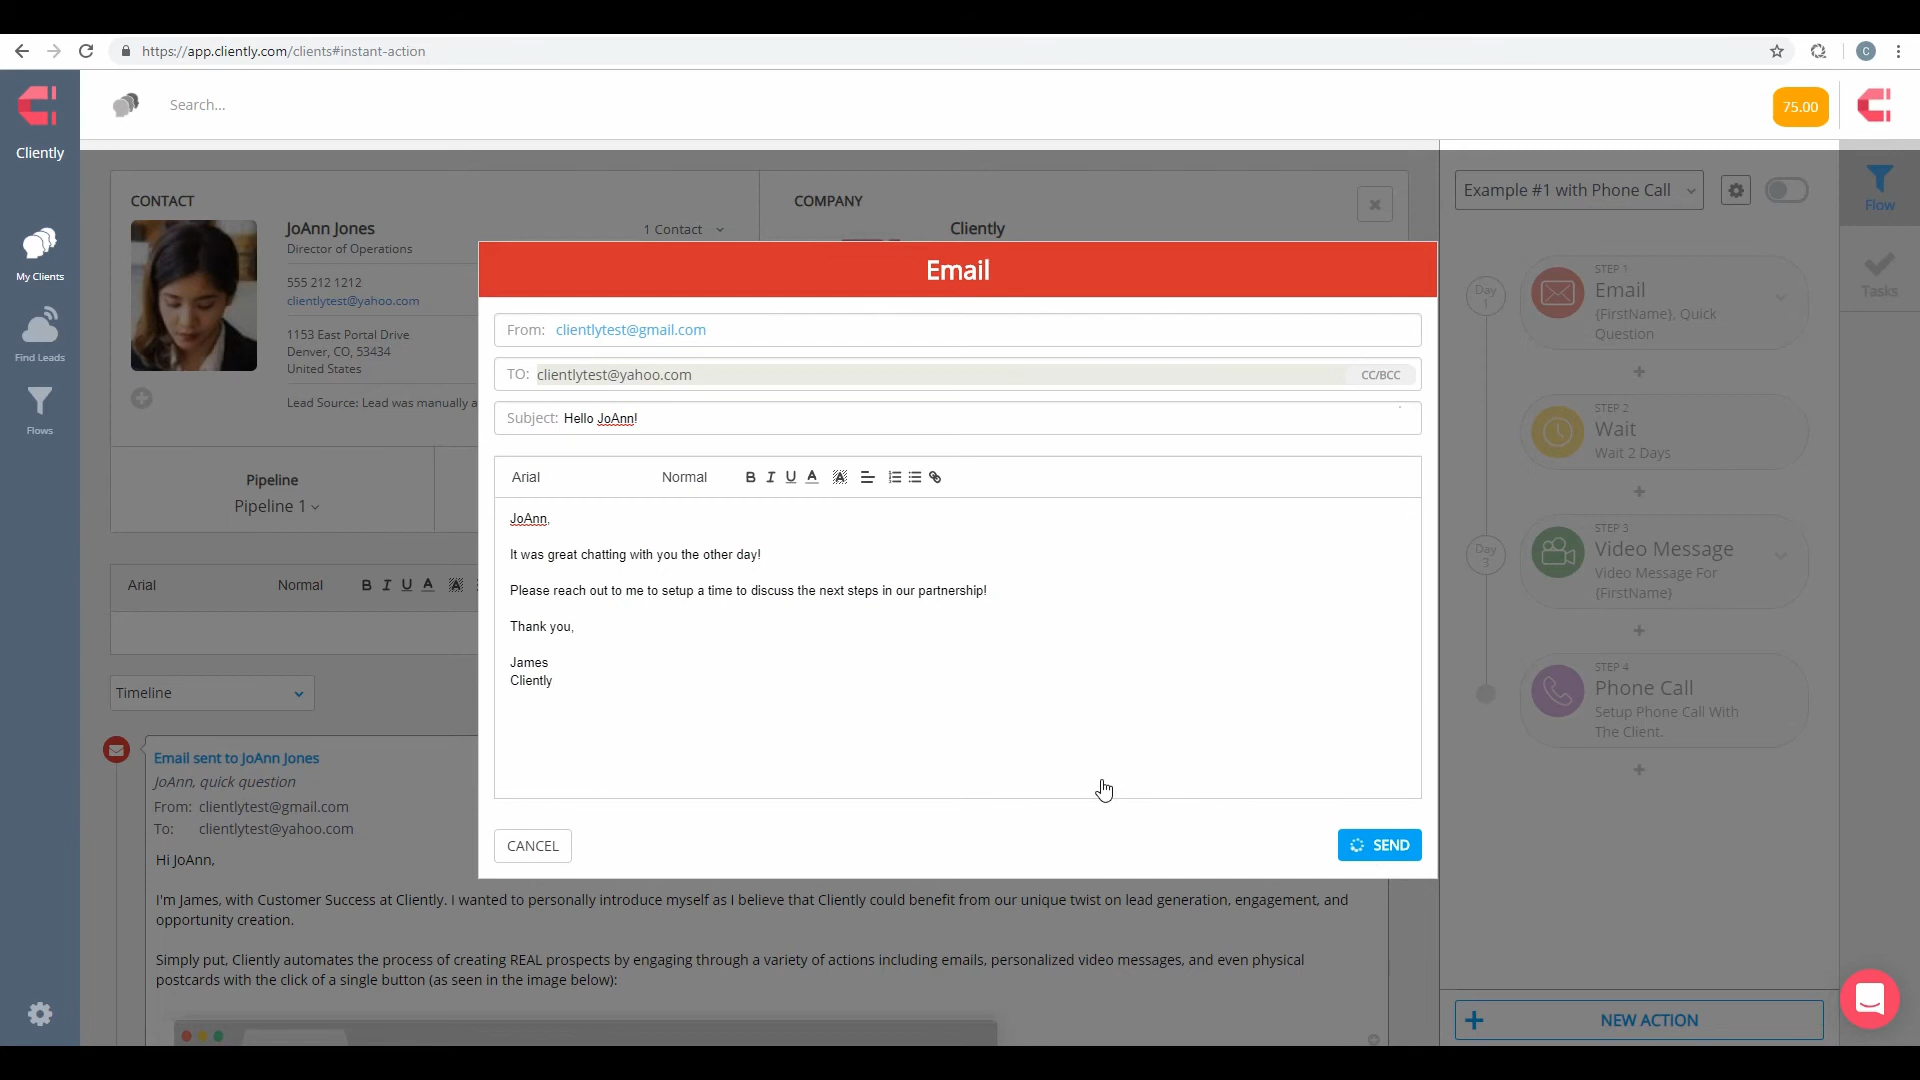 https://app.cliently.com/clients#instant-action
Cliently
Search...
75.00
My Clients
Find Leads
Flows
CONTACT
JoAnn Jones
1 Contact
Director of Operations
555 212 1212
clientlytest@yahoo.com
1153 East Portal Drive
Denver, CO, 53434
United States
Lead Source: Lead was manually a
COMPANY
Cliently
Pipeline
Pipeline 1
Arial Normal B I U A A
Timeline
Email sent to JoAnn Jones
JoAnn, quick question
From: clientlytest@gmail.com
To: clientlytest@yahoo.com
Hi JoAnn,
I'm James, with Customer Success at Cliently. I wanted to personally introduce myself as I believe that Cliently could benefit from our unique twist on lead generation, engagement, and
opportunity creation.
Simply put, Cliently automates the process of creating REAL prospects by engaging through a variety of actions including emails, personalized video messages, and even physical
postcards with the click of a single button (as seen in the image below):
Email
From: clientlytest@gmail.com
TO: clientlytest@yahoo.com CC/BCC
Subject: Hello JoAnn!
Arial Normal B I U A A
JoAnn,
It was great chatting with you the other day!
Please reach out to me to setup a time to discuss the next steps in our partnership!
Thank you,
James
Cliently
CANCEL
SEND
Example #1 with Phone Call
Day
1
STEP 1
Email
{FirstName}, Quick
Question
STEP 2
Wait
Wait 2 Days
Day
3
STEP 3
Video Message
Video Message For
{FirstName}
STEP 4
Phone Call
Setup Phone Call With
The Client.
NEW ACTION
Flow
Tasks
C